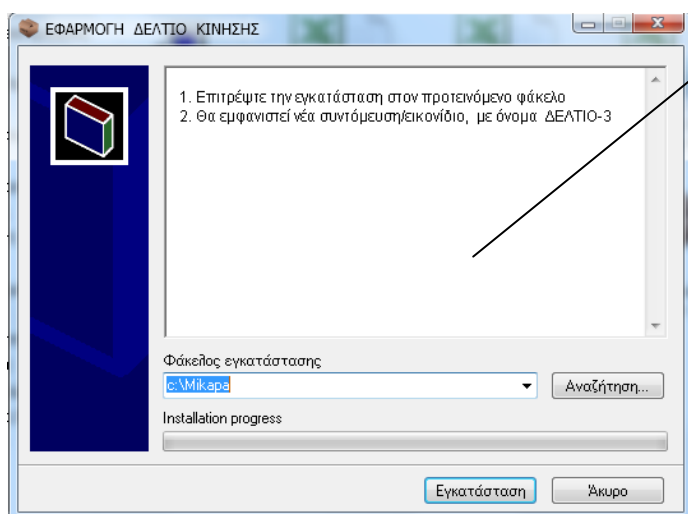 ΕΦΑΡΜΟΓΗ ΔΕΛΤΙΟ ΚΙΝΗΣΗΣ
1. Επιτρέψτε την εγκατάσταση στον προτεινόμενο φάκελο
2. Θα εμφανιστεί νέα συντόμευση/εικονίδιο, με όνομα ΔΕΛΤΙΟ-3
Φάκελος εγκατάστασης
c:\Mikapa
Αναζήτηση...
Installation progress
Εγκατάσταση
Άκυρο